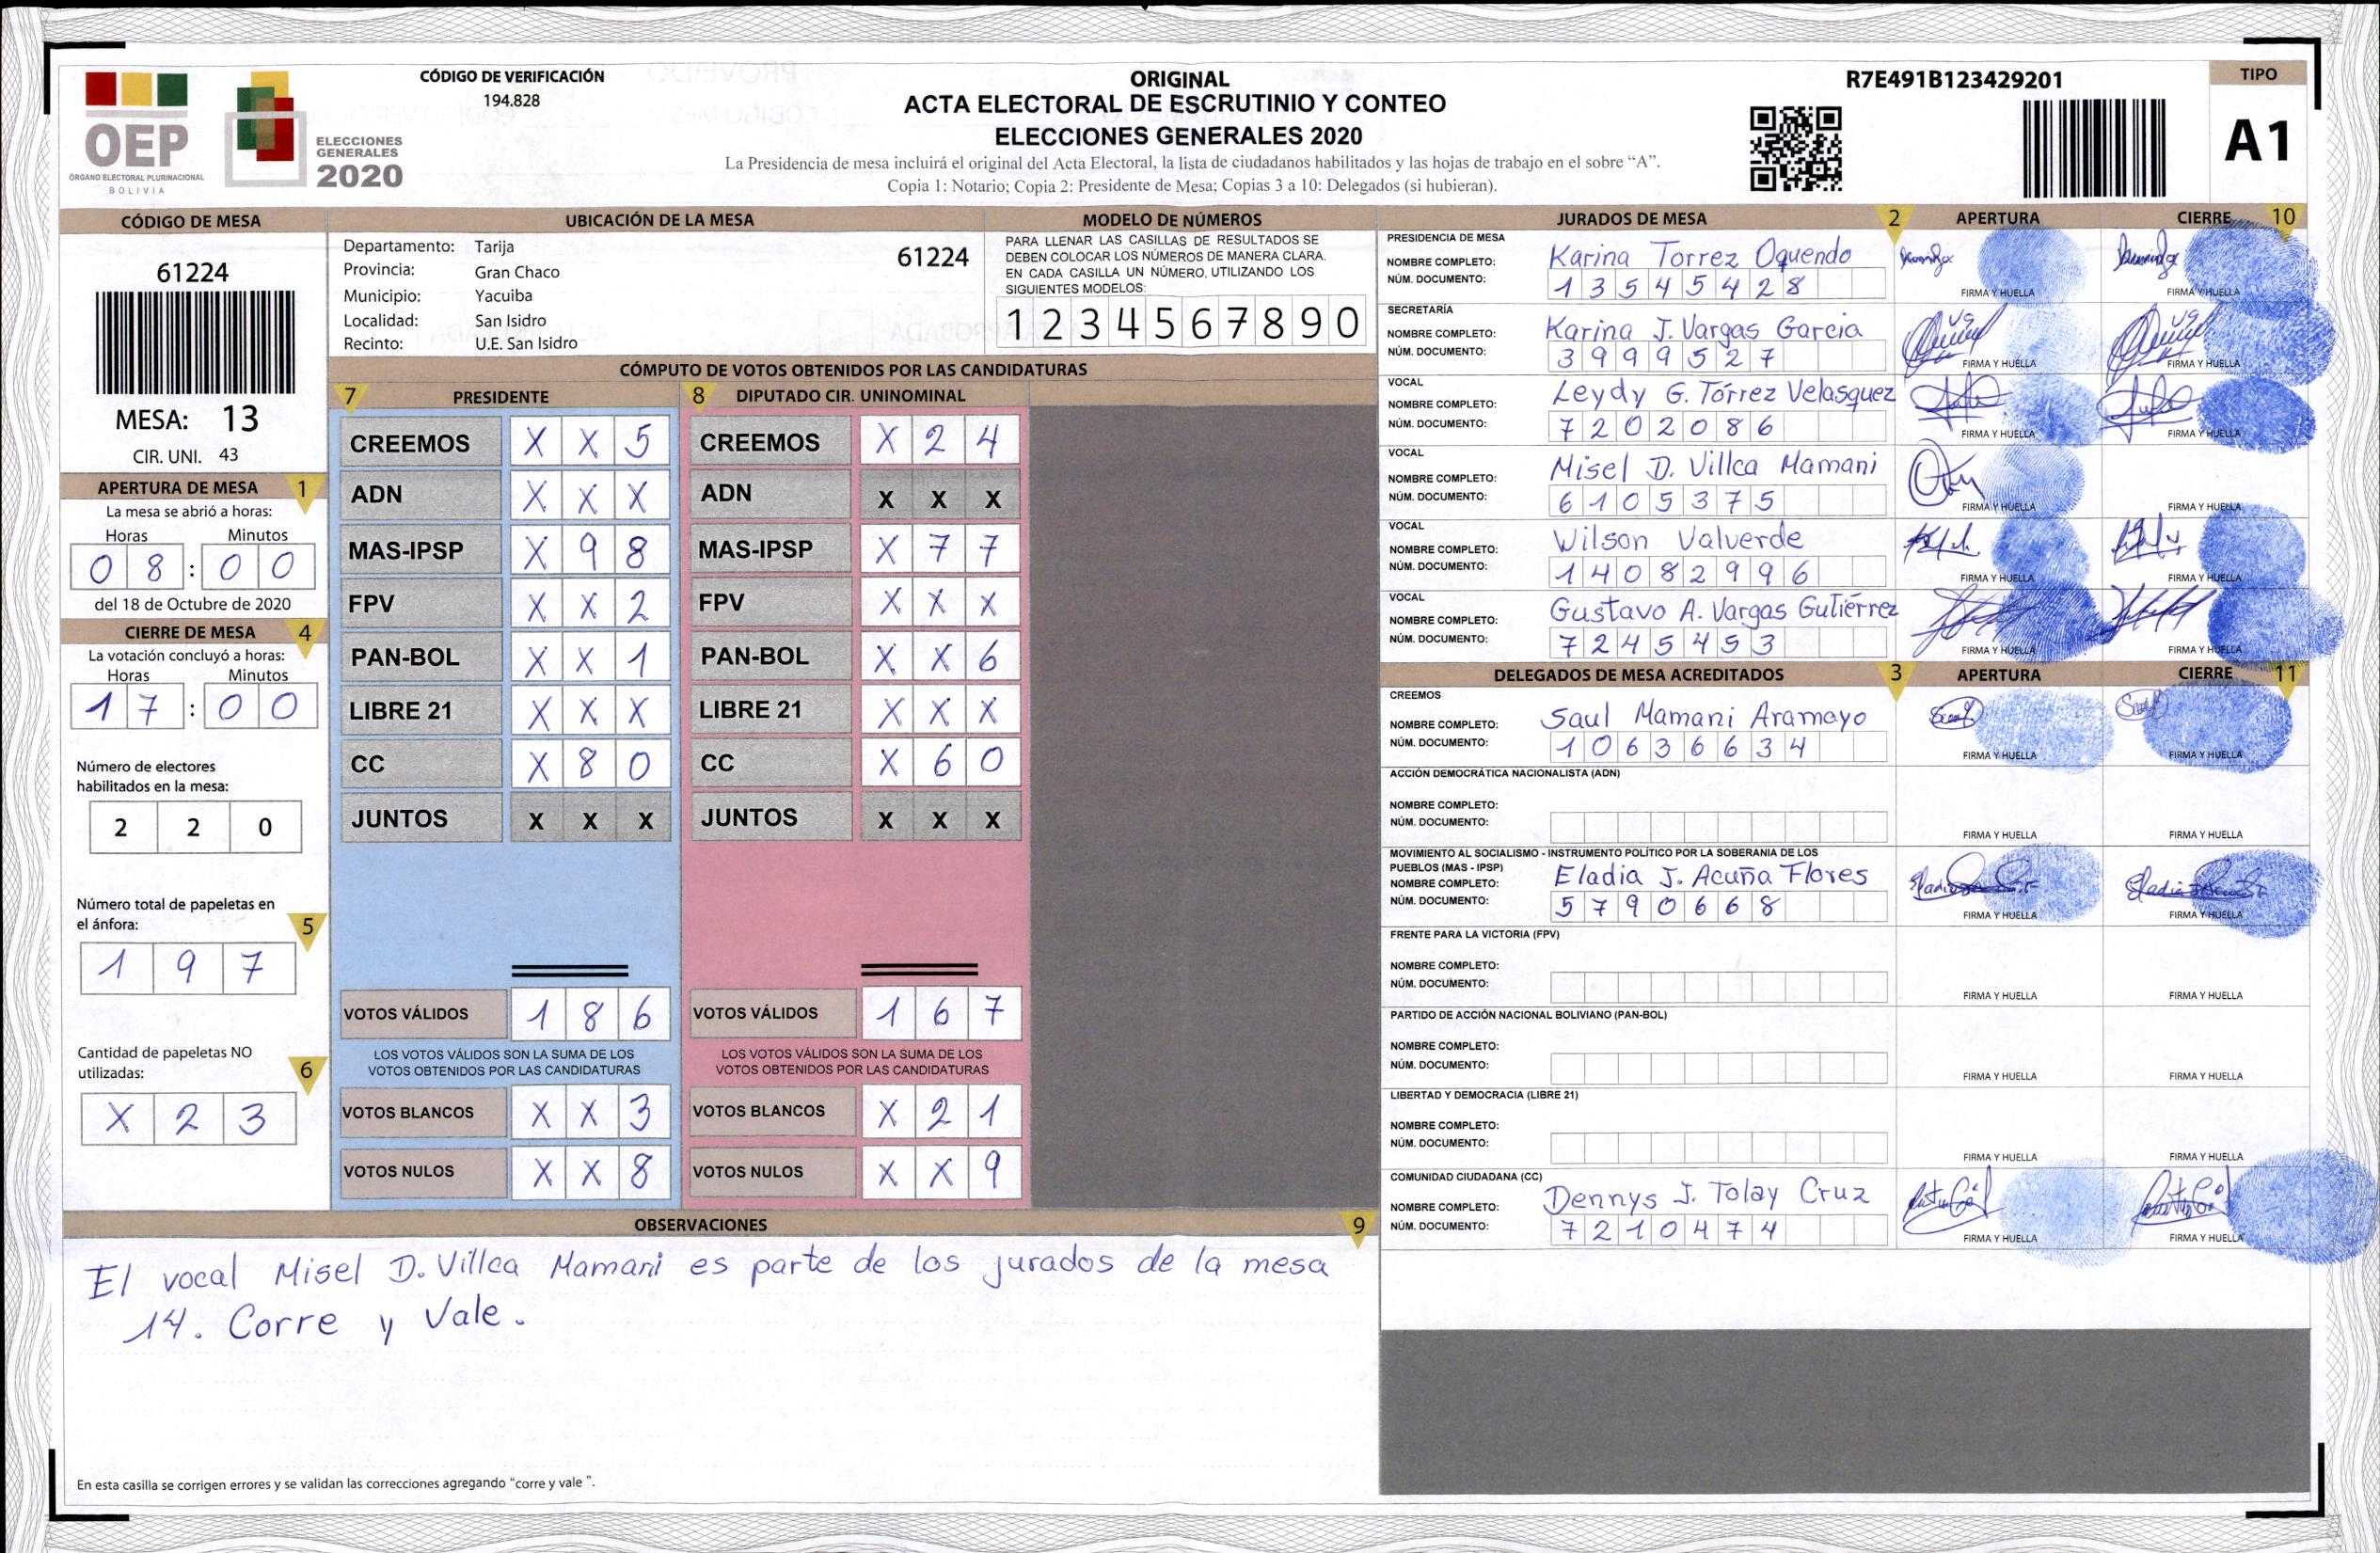 OEP
ÓRGANO ELECTORAL PLURINACIONAL
BOLIVIA
ELECCIONES
GENERALES
2020
CÓDIGO DE VERIFICACIÓN
194.828
ORIGINAL
ACTA ELECTORAL DE ESCRUTINIO Y CONTEO
ELECCIONES GENERALES 2020
La Presidencia de mesa incluirá el original del Acta Electoral, la lista de ciudadanos habilitados y las hojas de trabajo en el sobre “A”.
Copia 1: Notario; Copia 2: Presidente de Mesa; Copias 3 a 10: Delegados (si hubieran).
R7E491B123429201
TIPO
A1
CÓDIGO DE MESA
61224
MESA: 13
CIR. UNI. 43
APERTURA DE MESA 1
La mesa se abrió a horas:
Horas Minutos
0 8 : 0 0
del 18 de Octubre de 2020
CIERRE DE MESA 4
La votación concluyó a horas:
Horas Minutos
1 7 : 0 0
Número de electores
habilitados en la mesa:
2 2 0
Número total de papeletas en
el ánfora: 5
1 9 7
Cantidad de papeletas NO
utilizadas: 6
X 2 3
UBICACIÓN DE LA MESA
Departamento: Tarija 61224
Provincia: Gran Chaco
Municipio: Yacuiba
Localidad: San Isidro
Recinto: U.E. San Isidro
MODELO DE NÚMEROS
PARA LLENAR LAS CASILLAS DE RESULTADOS SE
DEBEN COLOCAR LOS NÚMEROS DE MANERA CLARA.
EN CADA CASILLA UN NÚMERO, UTILIZANDO LOS
SIGUIENTES MODELOS:
1 2 3 4 5 6 7 8 9 0
CÓMPUTO DE VOTOS OBTENIDOS POR LAS CANDIDATURAS
7 PRESIDENTE
CREEMOS X X 5
ADN X X X
MAS-IPSP X 9 8
FPV X X 2
PAN-BOL X X 1
LIBRE 21 X X X
CC X 8 0
JUNTOS X X X
VOTOS VÁLIDOS 1 8 6
LOS VOTOS VÁLIDOS SON LA SUMA DE LOS
VOTOS OBTENIDOS POR LAS CANDIDATURAS
VOTOS BLANCOS X X 3
VOTOS NULOS X X 8
8 DIPUTADO CIR. UNINOMINAL
CREEMOS X 2 4
ADN X X X
MAS-IPSP X 7 7
FPV X X X
PAN-BOL X X 6
LIBRE 21 X X X
CC X 6 0
JUNTOS X X X
VOTOS VÁLIDOS 1 6 7
LOS VOTOS VÁLIDOS SON LA SUMA DE LOS
VOTOS OBTENIDOS POR LAS CANDIDATURAS
VOTOS BLANCOS X 2 1
VOTOS NULOS X X 9
OBSERVACIONES 9
El vocal Misel D. Villca Mamani es parte de los jurados de la mesa
14. Corre y Vale.
En esta casilla se corrigen errores y se validan las correcciones agregando “corre y vale ”.
JURADOS DE MESA 2 APERTURA CIERRE 10
PRESIDENCIA DE MESA
NOMBRE COMPLETO: Karina Torrez Oquendo
NÚM. DOCUMENTO: 1 3 5 4 5 4 2 8
FIRMA Y HUELLA FIRMA Y HUELLA
SECRETARÍA
NOMBRE COMPLETO: Karina J. Vargas Garcia
NÚM. DOCUMENTO: 3 9 9 9 5 2 7
FIRMA Y HUELLA FIRMA Y HUELLA
VOCAL
NOMBRE COMPLETO: Leydy G. Tórrez Velasquez
NÚM. DOCUMENTO: 7 2 0 2 0 8 6
FIRMA Y HUELLA FIRMA Y HUELLA
VOCAL
NOMBRE COMPLETO: Misel D. Villca Mamani
NÚM. DOCUMENTO: 6 1 0 5 3 7 5
FIRMA Y HUELLA FIRMA Y HUELLA
VOCAL
NOMBRE COMPLETO: Wilson Valverde
NÚM. DOCUMENTO: 1 4 0 8 2 9 9 6
FIRMA Y HUELLA FIRMA Y HUELLA
VOCAL
NOMBRE COMPLETO: Gustavo A. Vargas Gutiérrez
NÚM. DOCUMENTO: 7 2 4 5 4 5 3
FIRMA Y HUELLA FIRMA Y HUELLA
DELEGADOS DE MESA ACREDITADOS 3 APERTURA CIERRE 11
CREEMOS
NOMBRE COMPLETO: Saul Mamani Aramayo
NÚM. DOCUMENTO: 1 0 6 3 6 6 3 4
FIRMA Y HUELLA FIRMA Y HUELLA
ACCIÓN DEMOCRÁTICA NACIONALISTA (ADN)
NOMBRE COMPLETO:
NÚM. DOCUMENTO:
FIRMA Y HUELLA FIRMA Y HUELLA
MOVIMIENTO AL SOCIALISMO - INSTRUMENTO POLÍTICO POR LA SOBERANIA DE LOS
PUEBLOS (MAS - IPSP)
NOMBRE COMPLETO: Eladia J. Acuña Flores
NÚM. DOCUMENTO: 5 7 9 0 6 6 8
FIRMA Y HUELLA FIRMA Y HUELLA
FRENTE PARA LA VICTORIA (FPV)
NOMBRE COMPLETO:
NÚM. DOCUMENTO:
FIRMA Y HUELLA FIRMA Y HUELLA
PARTIDO DE ACCIÓN NACIONAL BOLIVIANO (PAN-BOL)
NOMBRE COMPLETO:
NÚM. DOCUMENTO:
FIRMA Y HUELLA FIRMA Y HUELLA
LIBERTAD Y DEMOCRACIA (LIBRE 21)
NOMBRE COMPLETO:
NÚM. DOCUMENTO:
FIRMA Y HUELLA FIRMA Y HUELLA
COMUNIDAD CIUDADANA (CC)
NOMBRE COMPLETO: Dennys J. Tolay Cruz
NÚM. DOCUMENTO: 7 2 1 0 4 7 4
FIRMA Y HUELLA FIRMA Y HUELLA